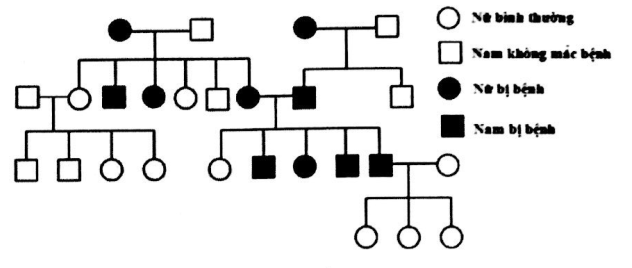 Nữ bình thường
Nam không mắc bệnh
Nữ bị bệnh
Nam bị bệnh